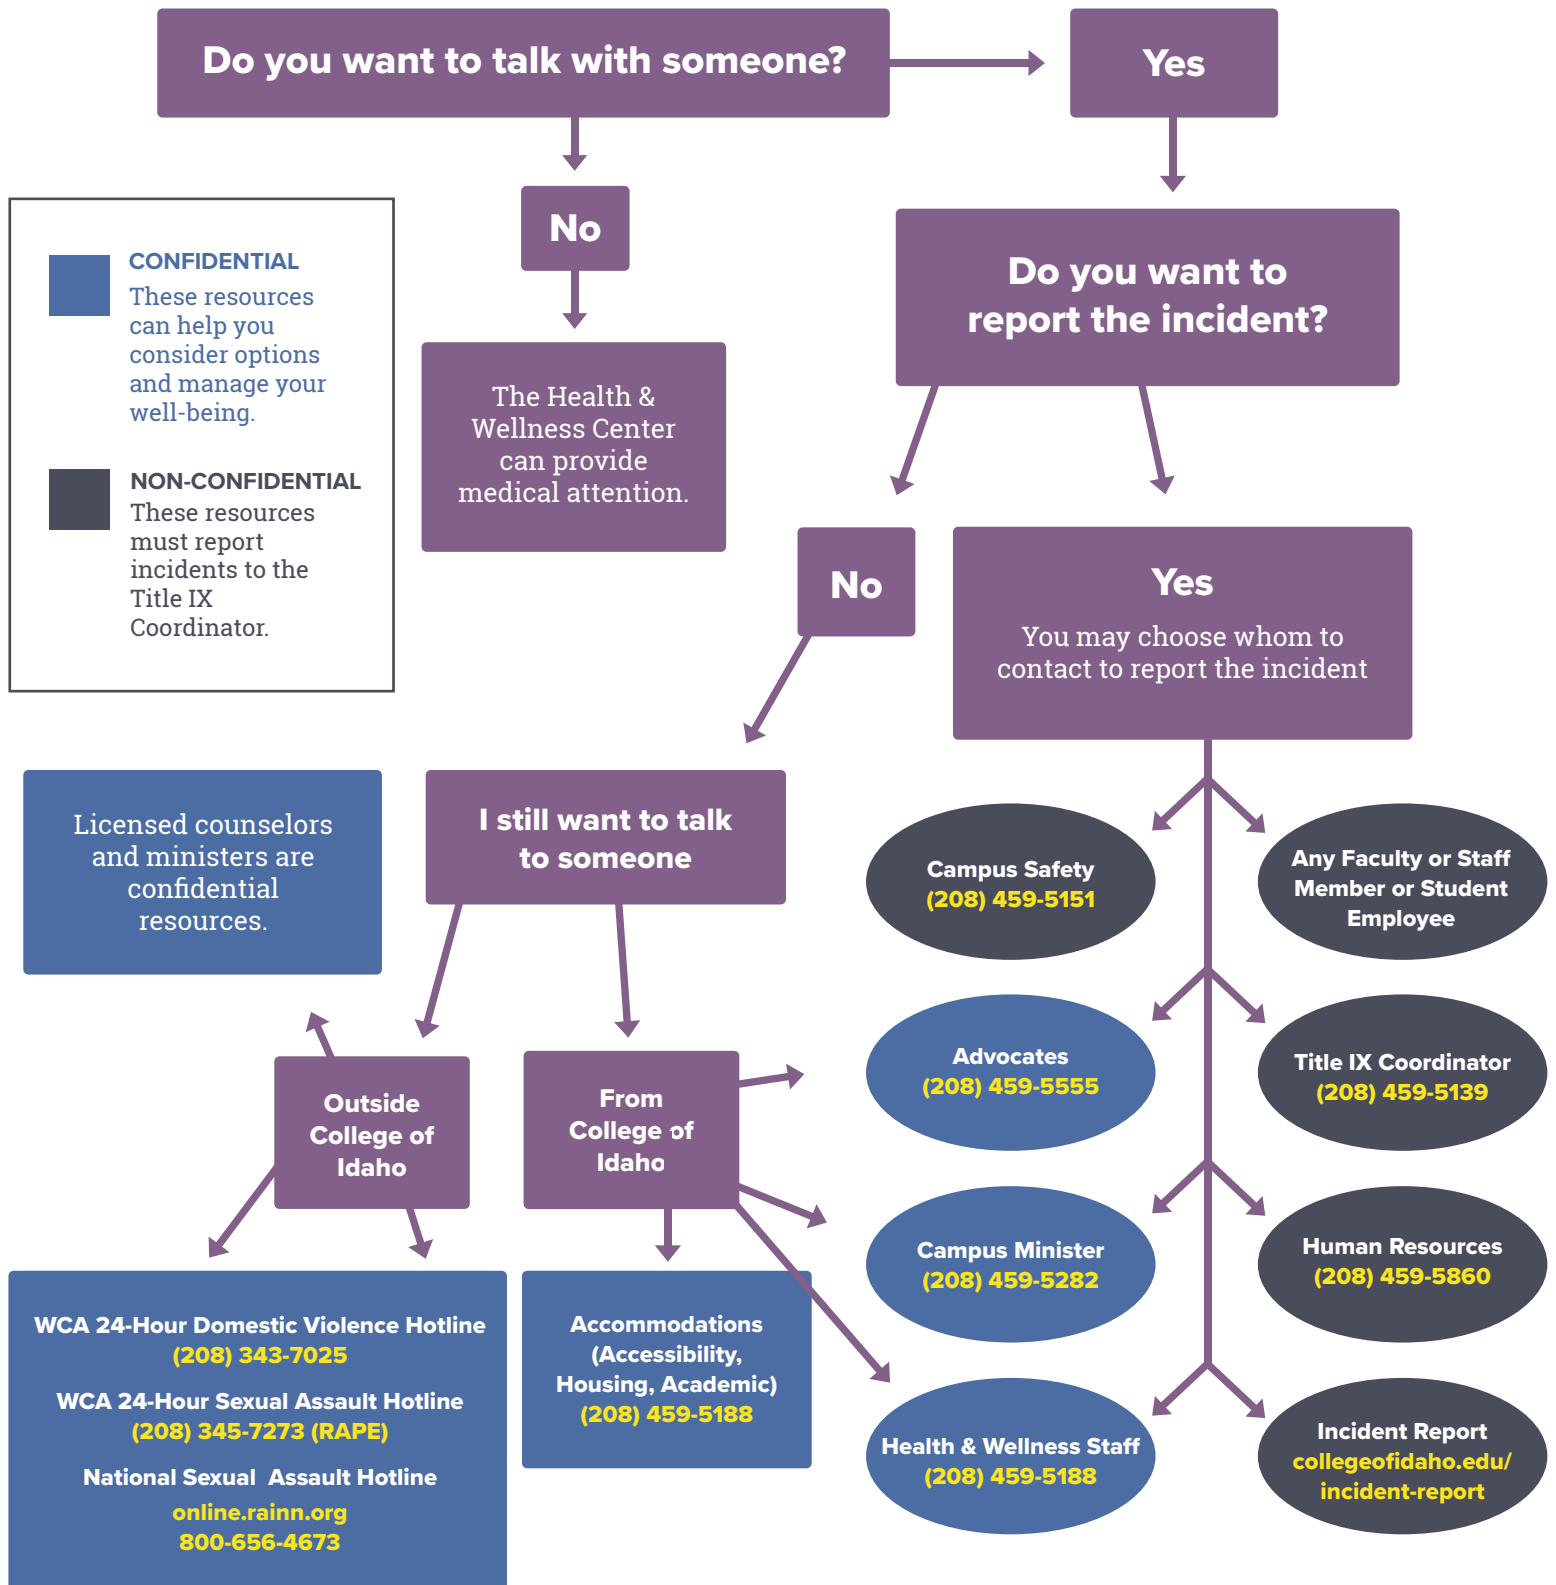 Do you want to talk with someone?
Yes
No
CONFIDENTIAL
These resources
can help you
consider options
and manage your
well-being.
NON-CONFIDENTIAL
These resources
must report
incidents to the
Title IX
Coordinator.
The Health &
Wellness Center
can provide
medical attention.
Do you want to
report the incident?
No
Yes
You may choose whom to
contact to report the incident
Licensed counselors
and ministers are
confidential
resources.
I still want to talk
to someone
Outside
College of
Idaho
From
College of
Idaho
WCA 24-Hour Domestic Violence Hotline
(208) 343-7025
WCA 24-Hour Sexual Assault Hotline
(208) 345-7273 (RAPE)
National Sexual Assault Hotline
online.rainn.org
800-656-4673
Accommodations
(Accessibility,
Housing, Academic)
(208) 459-5188
Campus Safety
(208) 459-5151
Any Faculty or Staff
Member or Student
Employee
Advocates
(208) 459-5555
Title IX Coordinator
(208) 459-5139
Campus Minister
(208) 459-5282
Human Resources
(208) 459-5860
Health & Wellness Staff
(208) 459-5188
Incident Report
collegeofidaho.edu/
incident-report